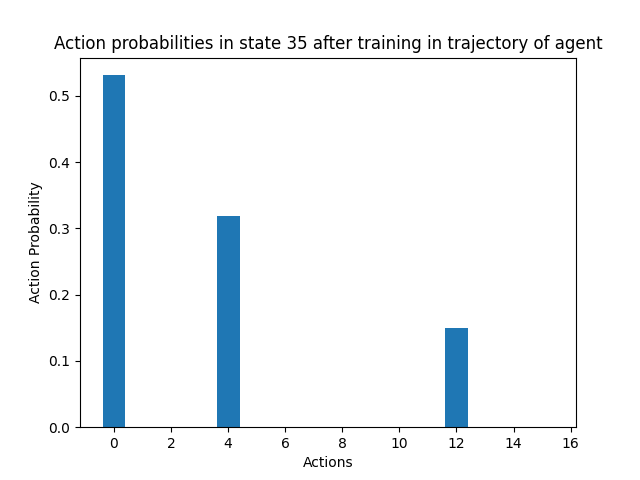 Action probabilities in state 35 after training in trajectory of agent
Action Probability
0.5
0.4
0.3
0.2
0.1
0.0
0 2 4 6 8 10 12 14 16
Actions